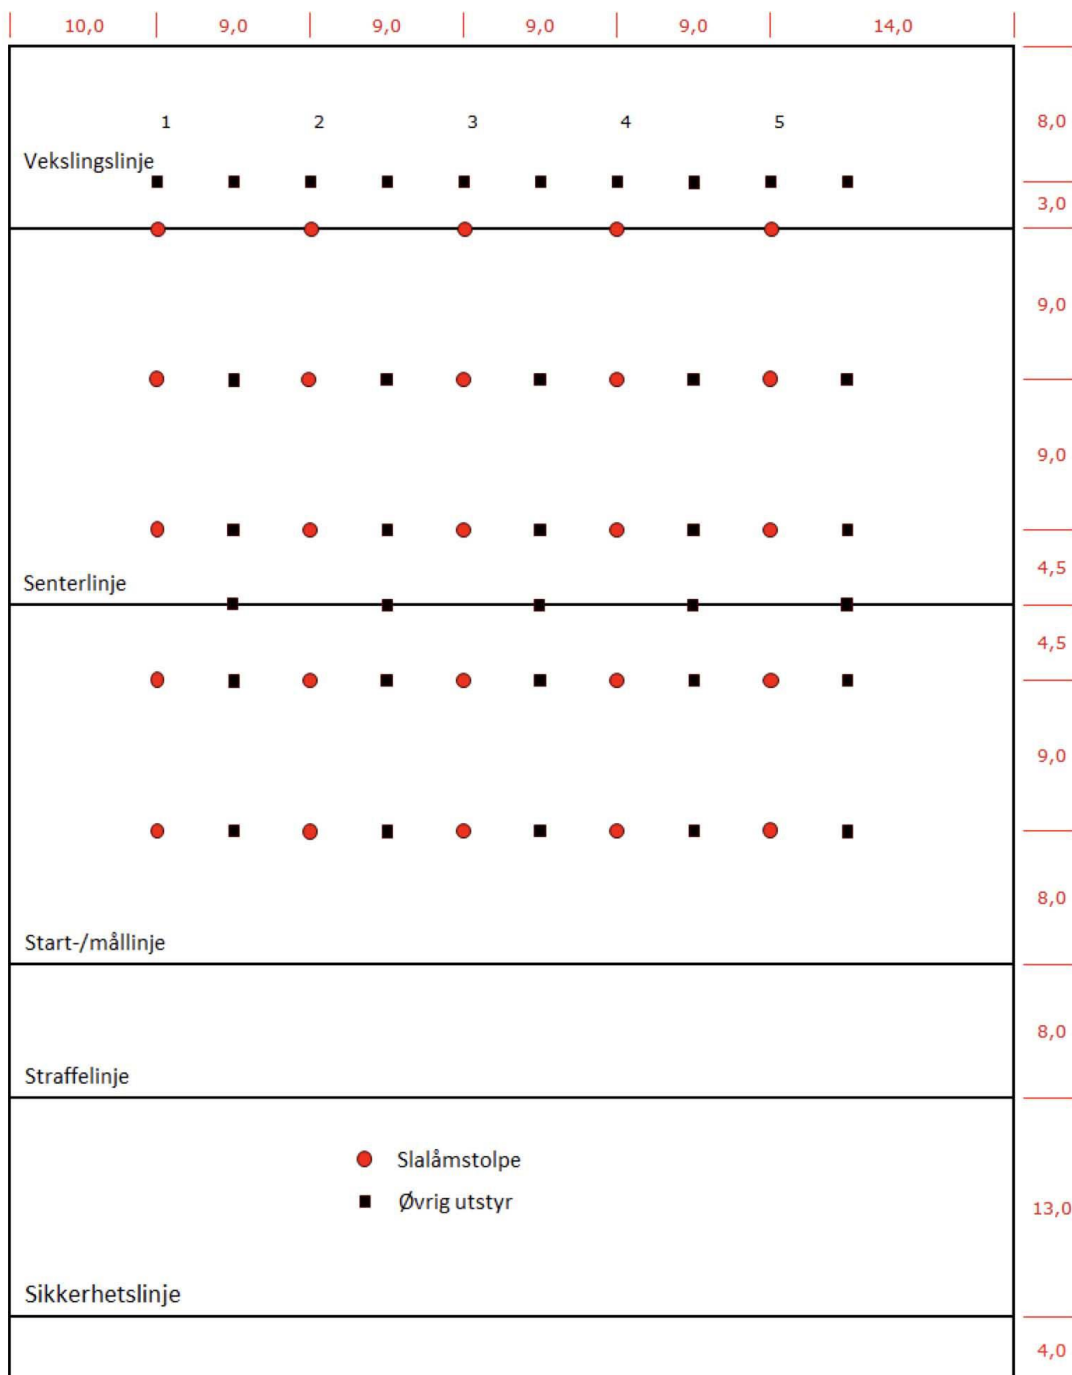 10,0 9,0 9,0 9,0 9,0 14,0
1 2 3 4 5
8,0
Vekslingslinje
3,0
9,0
9,0
4,5
Senterlinje
4,5
9,0
8,0
Start-/mållinje
8,0
Straffelinje
Slalåmstolpe
Øvrig utstyr
13,0
Sikkerhetslinje
4,0